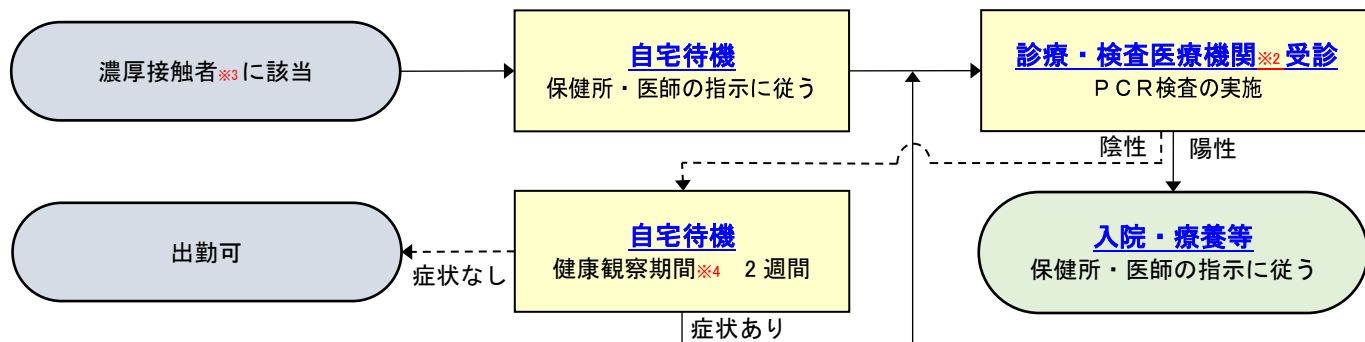 濃厚接触者※3に該当
自宅待機
保健所・医師の指示に従う
診療・検査医療機関※2受診
ＰＣＲ検査の実施
陰性
陽性
出勤可
症状なし
自宅待機
健康観察期間※4　２週間
症状あり
入院・療養等
保健所・医師の指示に従う